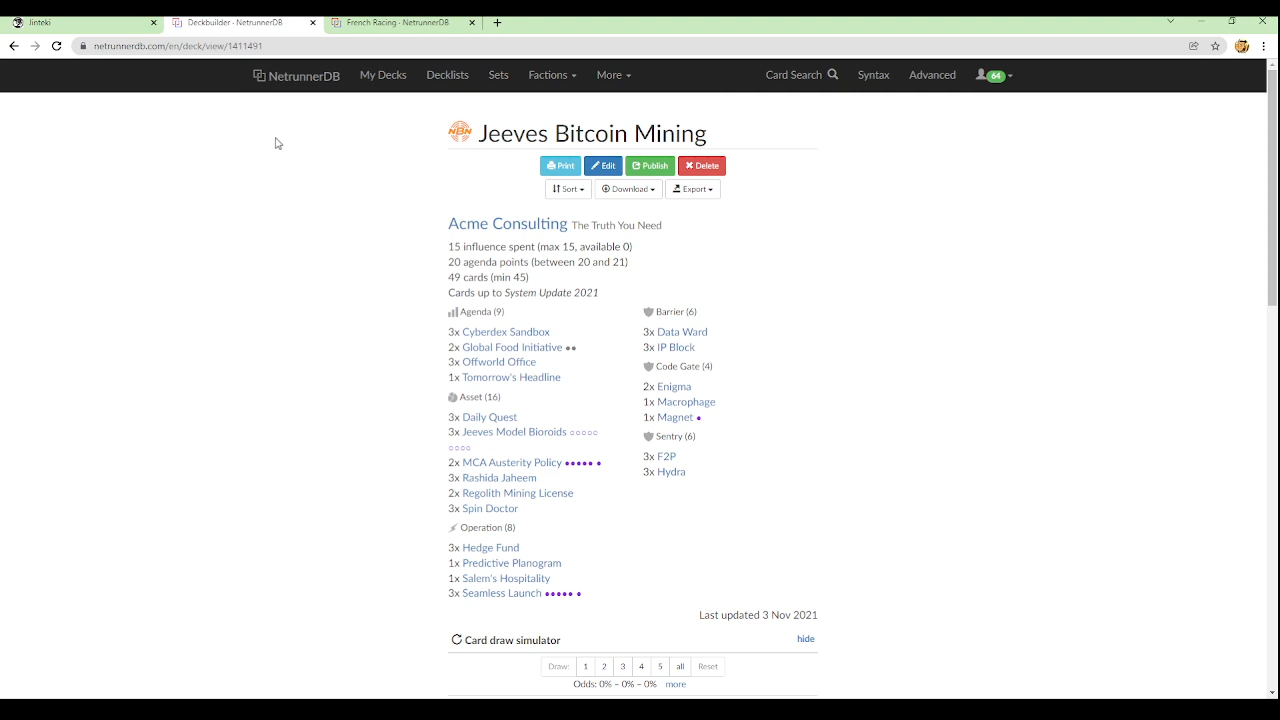 Jinteki
Deckbuilder · NetrunnerDB
French Racing · NetrunnerDB
netrunnerdb.com/en/deck/view/1411491
NetrunnerDB My Decks Decklists Sets Factions More Card Search Syntax Advanced 64
NBN Jeeves Bitcoin Mining
Print Edit Publish Delete
Sort Download Export
Acme Consulting The Truth You Need
15 influence spent (max 15, available 0)
20 agenda points (between 20 and 21)
49 cards (min 45)
Cards up to System Update 2021
Agenda (9)
3x Cyberdex Sandbox
2x Global Food Initiative ●●
3x Offworld Office
1x Tomorrow's Headline
Asset (16)
3x Daily Quest
3x Jeeves Model Bioroids ○○○○○
○○○○
2x MCA Austerity Policy ●●●●● ●
3x Rashida Jaheem
2x Regolith Mining License
3x Spin Doctor
Operation (8)
3x Hedge Fund
1x Predictive Planogram
1x Salem's Hospitality
3x Seamless Launch ●●●●● ●
Barrier (6)
3x Data Ward
3x IP Block
Code Gate (4)
2x Enigma
1x Macrophage
1x Magnet ●
Sentry (6)
3x F2P
3x Hydra
Last updated 3 Nov 2021
Card draw simulator hide
Draw: 1 2 3 4 5 all Reset
Odds: 0% – 0% – 0% more